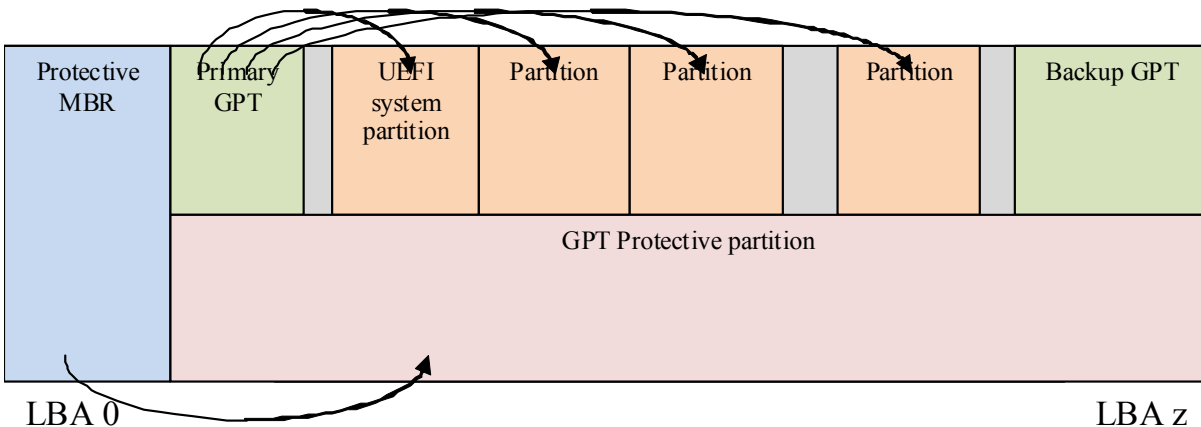 Protective
MBR
Primary
GPT
UEFI
system
partition
Partition
Partition
Partition
Backup GPT
GPT Protective partition
LBA 0
LBA z